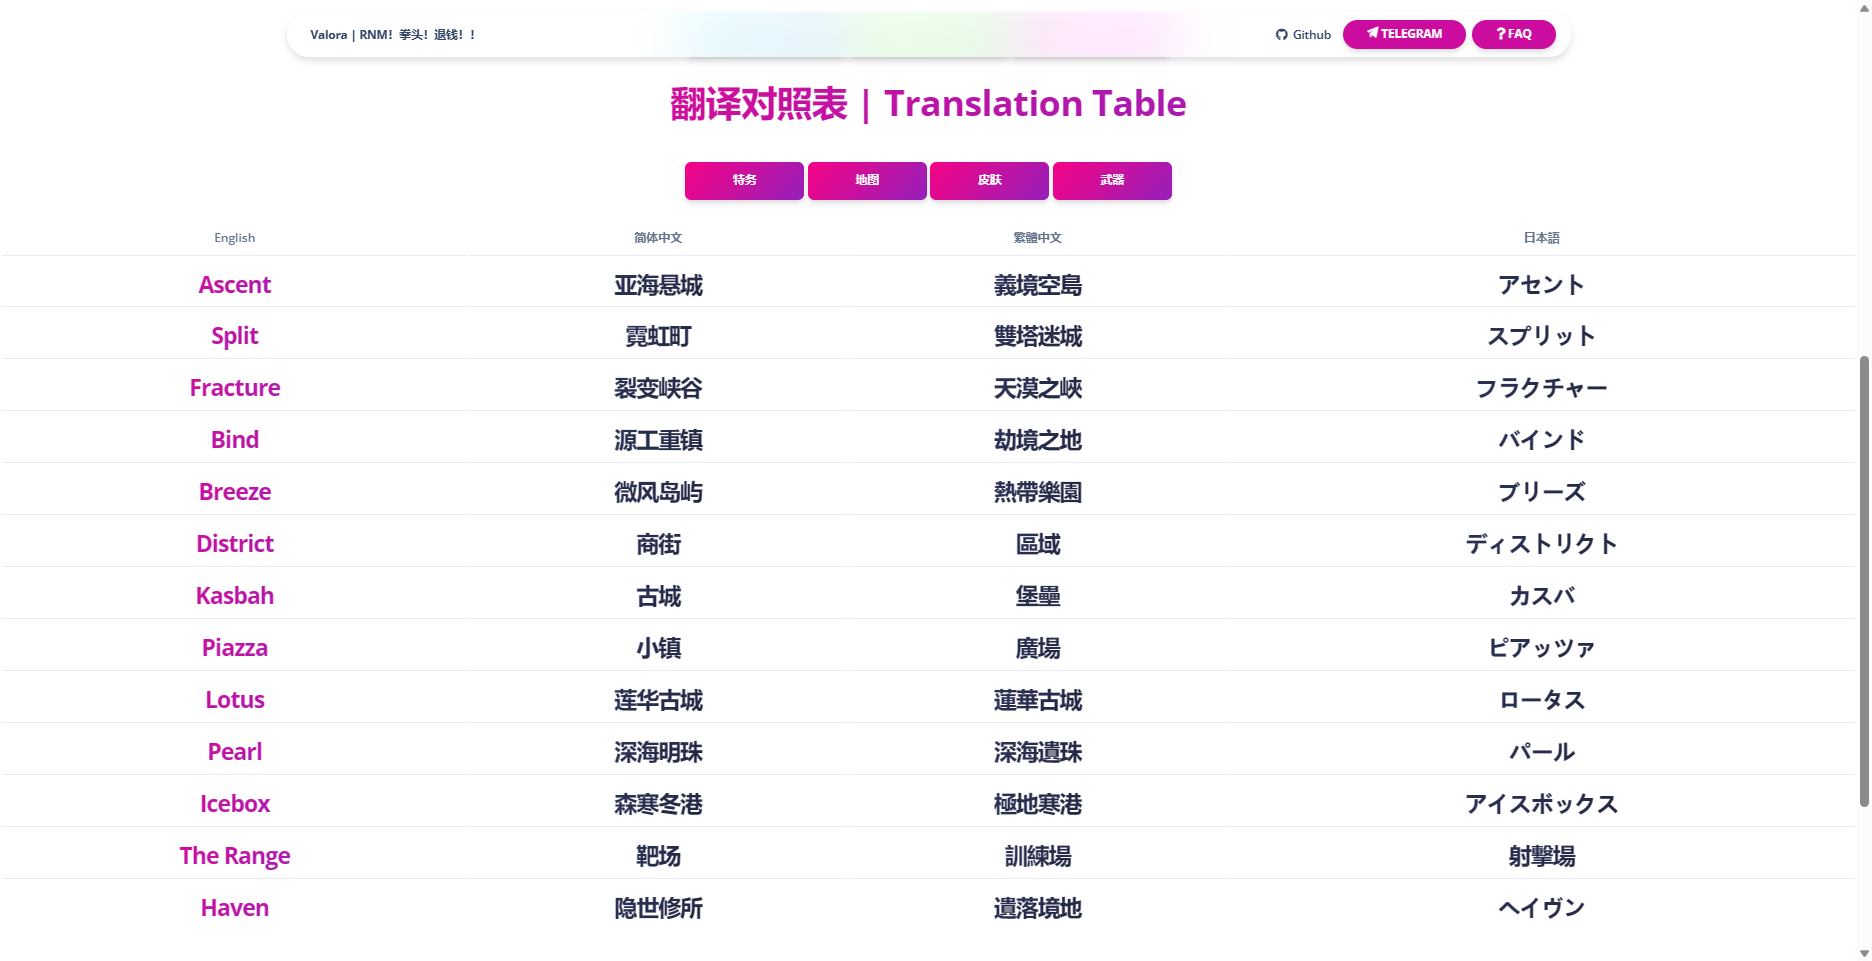 Valora | RNM！拳头！退钱！！ Github TELEGRAM ?FAQ
翻译对照表 | Translation Table
特务 地图 皮肤 武器
English 简体中文 繁體中文 日本語
Ascent 亚海悬城 義境空島 アセント
Split 霓虹町 雙塔迷城 スプリット
Fracture 裂变峡谷 天漠之峽 フラクチャー
Bind 源工重镇 劫境之地 バインド
Breeze 微风岛屿 熱帶樂園 ブリーズ
District 商街 區域 ディストリクト
Kasbah 古城 堡壘 カスバ
Piazza 小镇 廣場 ピアッツァ
Lotus 莲华古城 蓮華古城 ロータス
Pearl 深海明珠 深海遺珠 パール
Icebox 森寒冬港 極地寒港 アイスボックス
The Range 靶场 訓練場 射撃場
Haven 隐世修所 遺落境地 ヘイヴン